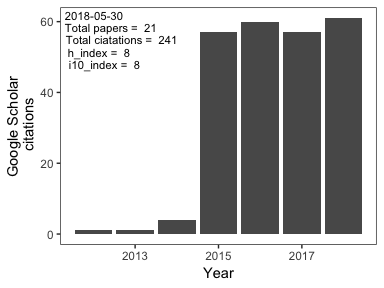 2018-05-30
Total papers = 21
Total ciatations = 241
h_index = 8
i10_index = 8
60
40
20
0
Google Scholar
citations
2013
2015
2017
Year